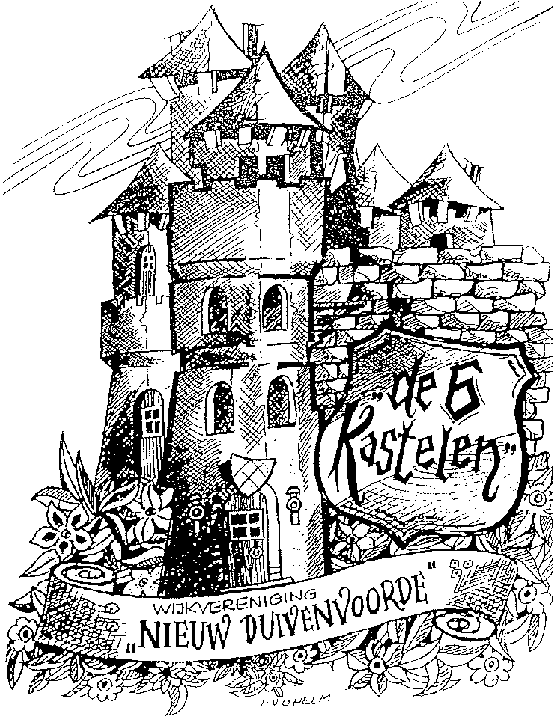 „de 6
Kastelen"
WIJKVERENIGING
„NIEUW DUIVENVOORDE"